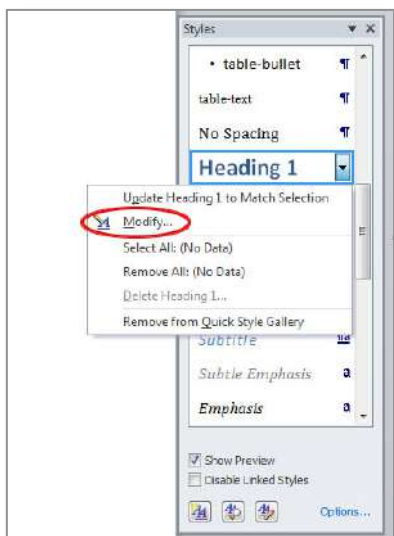 Styles
• table-bullet ¶
table-text ¶
No Spacing ¶
Heading 1
Update Heading 1 to Match Selection
Modify...
Select All: (No Data)
Remove All: (No Data)
Delete Heading 1...
Remove from Quick Style Gallery
Subtitle ¶a
Subtle Emphasis a
Emphasis a
Show Preview
Disable Linked Styles
Options...